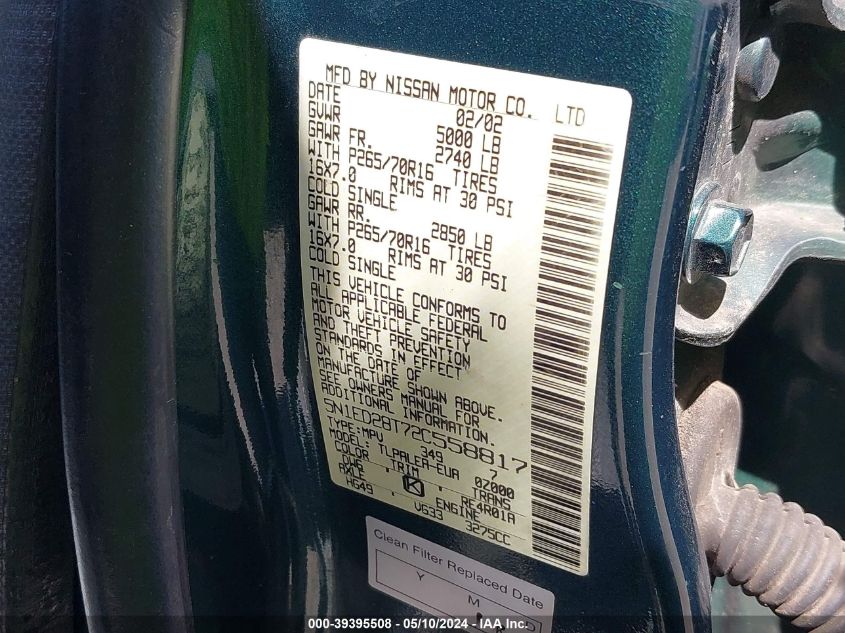 MFD BY NISSAN MOTOR CO. LTD
DATE 02/02
GVWR 5000 LB
GAWR FR. 2740 LB
WITH P265/70R16 TIRES
16X7.0 RIMS AT 30 PSI
COLD SINGLE
GAWR RR. 2850 LB
WITH P265/70R16 TIRES
16X7.0 RIMS AT 30 PSI
COLD SINGLE
THIS VEHICLE CONFORMS TO
ALL APPLICABLE FEDERAL
MOTOR VEHICLE SAFETY
AND THEFT PREVENTION
STANDARDS IN EFFECT
ON THE DATE OF
MANUFACTURE SHOWN ABOVE.
SEE OWNERS MANUAL FOR
ADDITIONAL INFORMATION.
5N1ED28T72C558817
TYPE:MPV 349 7
MODEL: TLPALEA-EUA
COLOR TRIM 02000
DW6 K TRANS
AXLE RE4R01A
HG49 ENGINE
VG33 3275CC
Clean Filter Replaced Date
Y M D
000-39395508 - 05/10/2024 - IAAI.COM